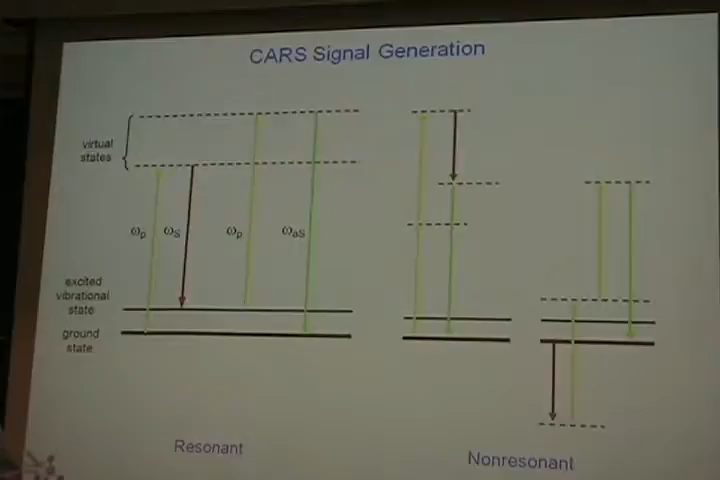 CARS Signal Generation
virtual
states
ωp ωS ωp ωaS
excited
vibrational
state
ground
state
Resonant
Nonresonant